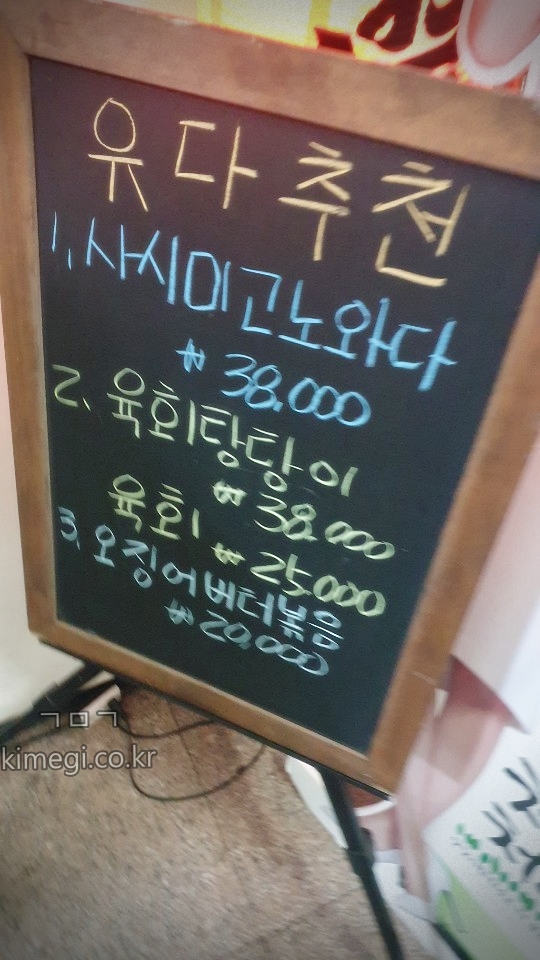 유다추천
1. 사시미고노와다
₩ 38.000
2. 육회탕탕이
₩ 38.000
육회 ₩ 25.000
3. 오징어버터볶음
₩ 20.000
ㄱㅁㄱ
kimegi.co.kr